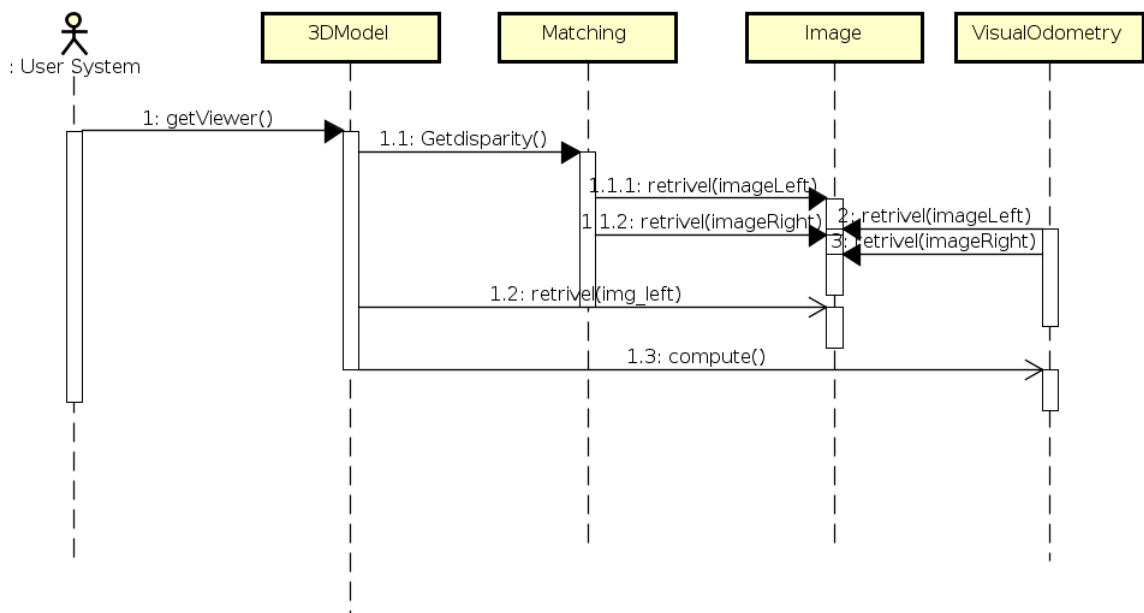 3DModel
Matching
Image
VisualOdometry
: User System
1: getViewer()
1.1: Getdisparity()
1.1.1: retrivel(imageLeft)
2: retrivel(imageLeft)
1.1.2: retrivel(imageRight)
3: retrivel(imageRight)
1.2: retrivel(img_left)
1.3: compute()